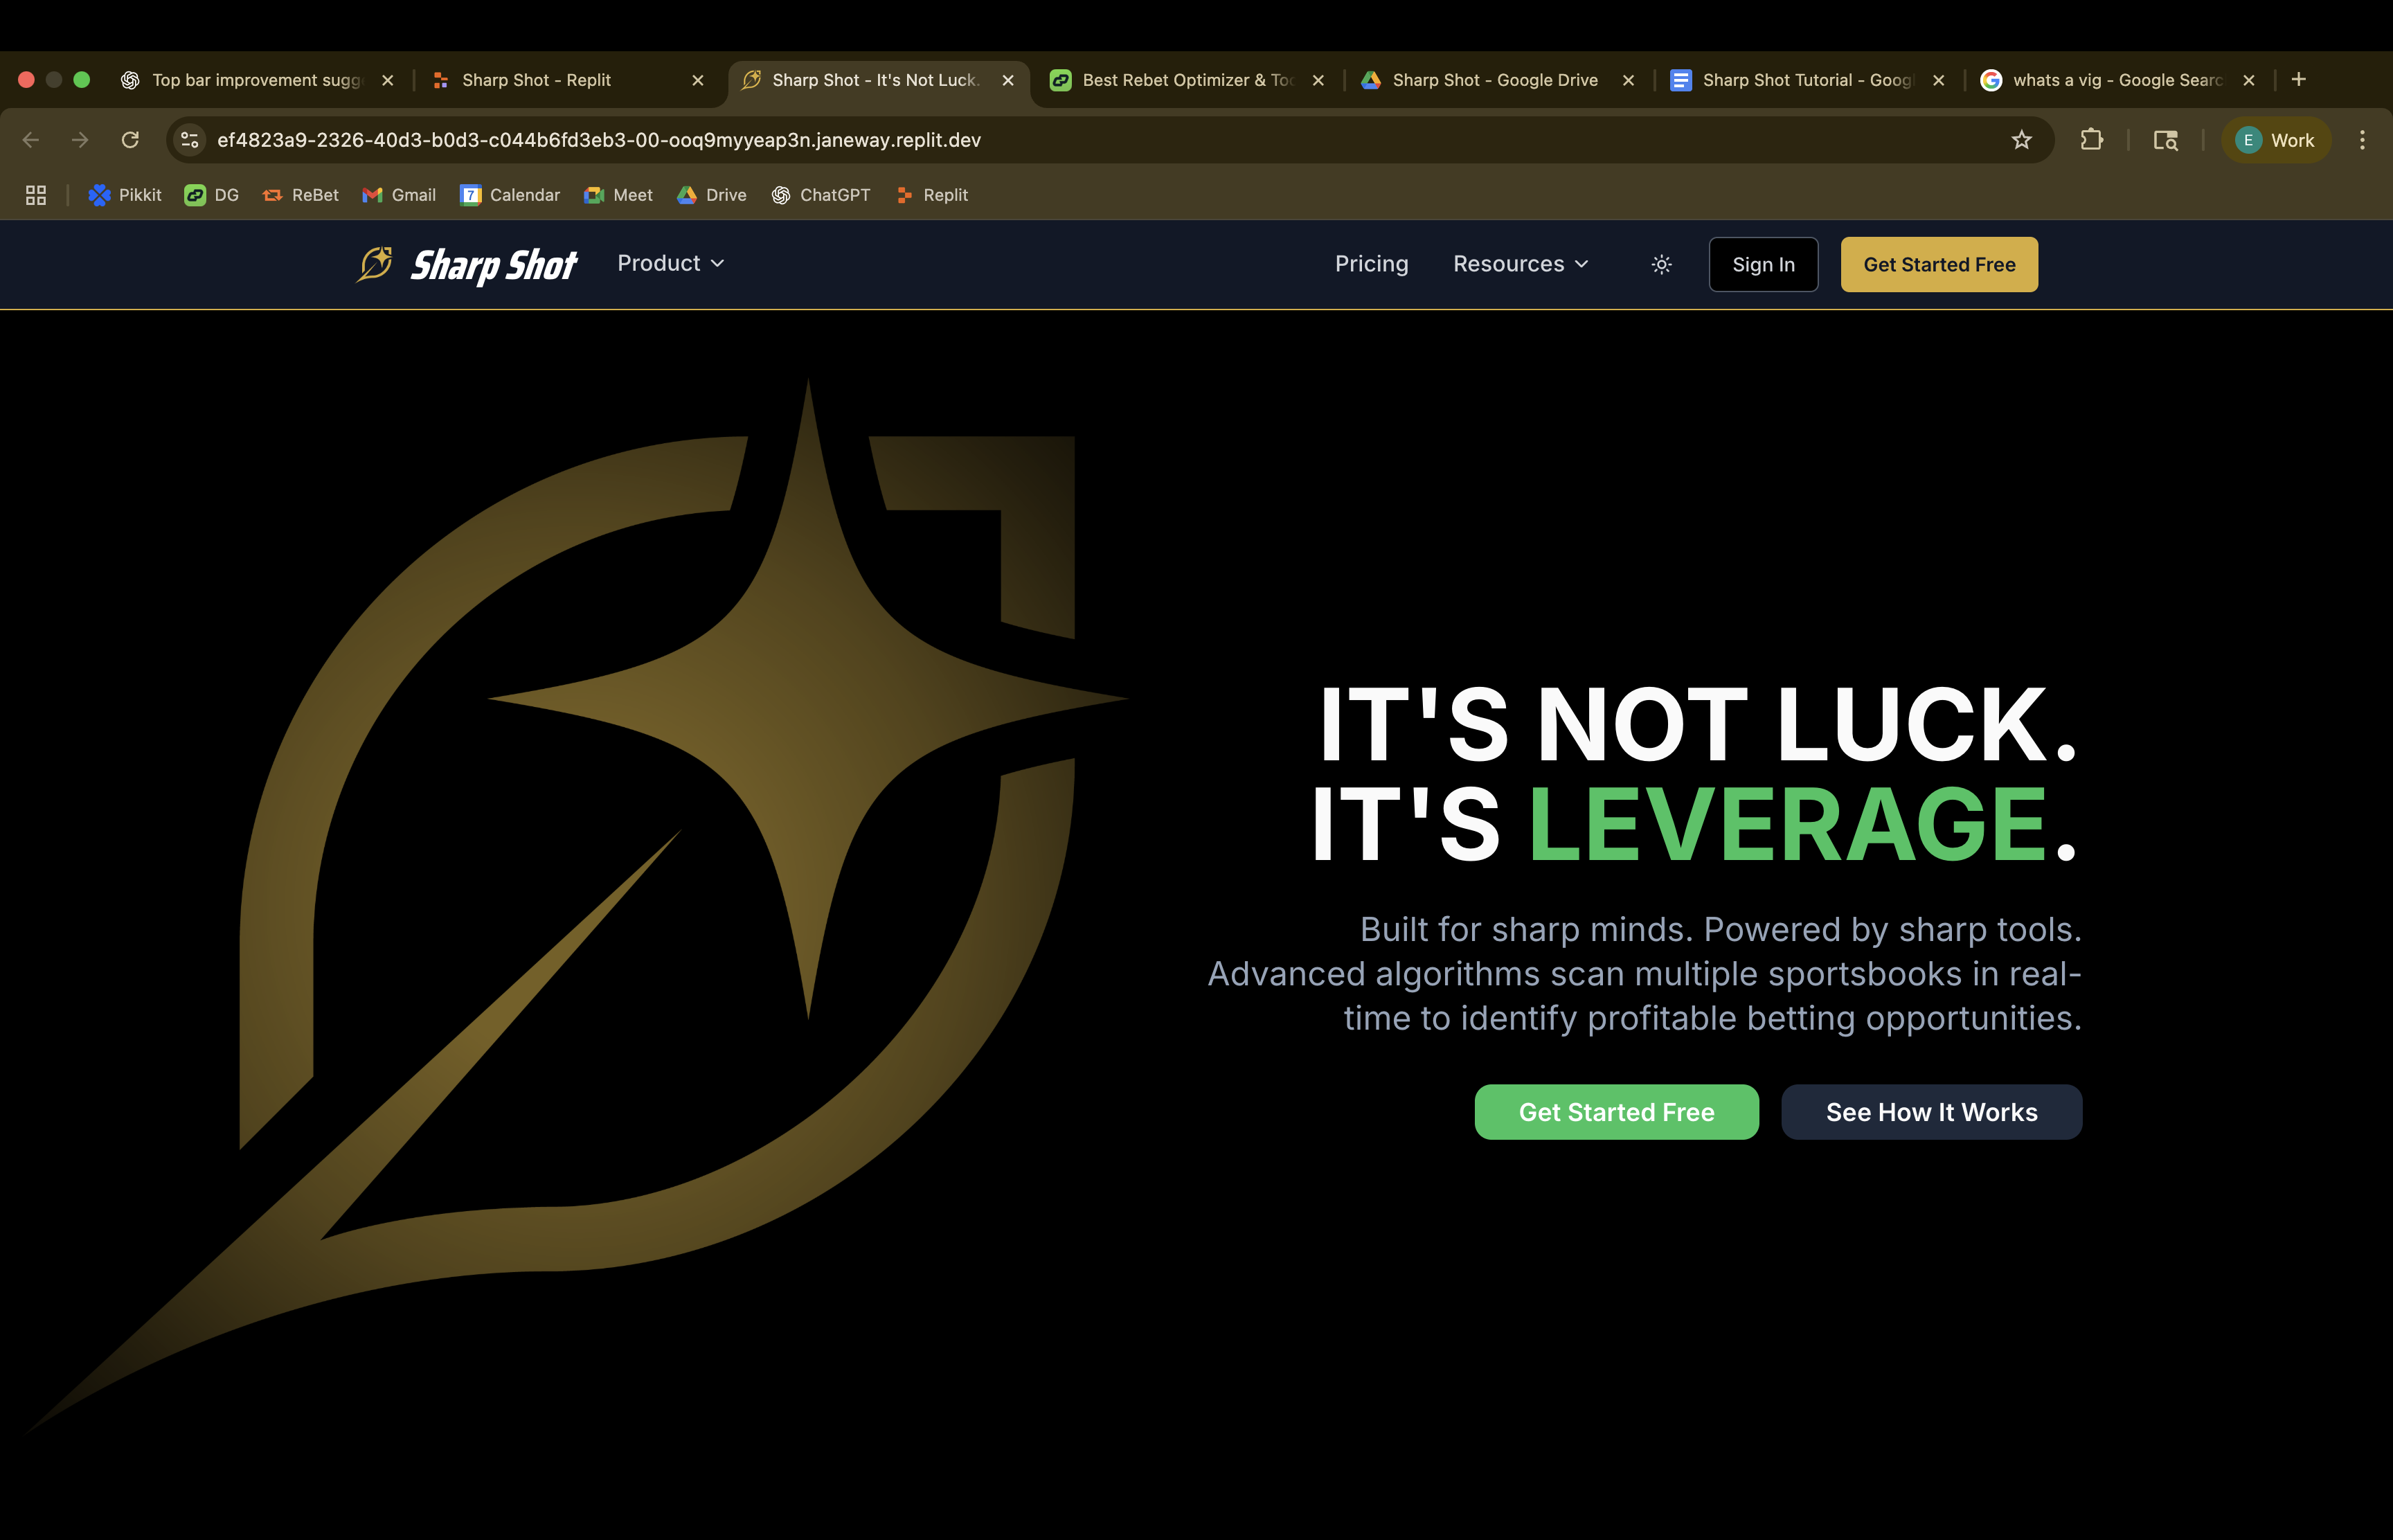 Top bar improvement sugg
Sharp Shot - Replit
Sharp Shot - It's Not Luck.
Best Rebet Optimizer & Too
Sharp Shot - Google Drive
Sharp Shot Tutorial - Goog
whats a vig - Google Searc
ef4823a9-2326-40d3-b0d3-c044b6fd3eb3-00-ooq9myyeap3n.janeway.replit.dev
E Work
Pikkit
DG
ReBet
Gmail
7 Calendar
Meet
Drive
ChatGPT
Replit
Sharp Shot
Product
Pricing
Resources
Sign In
Get Started Free
IT'S NOT LUCK.
IT'S LEVERAGE.
Built for sharp minds. Powered by sharp tools.
Advanced algorithms scan multiple sportsbooks in real-
time to identify profitable betting opportunities.
Get Started Free
See How It Works